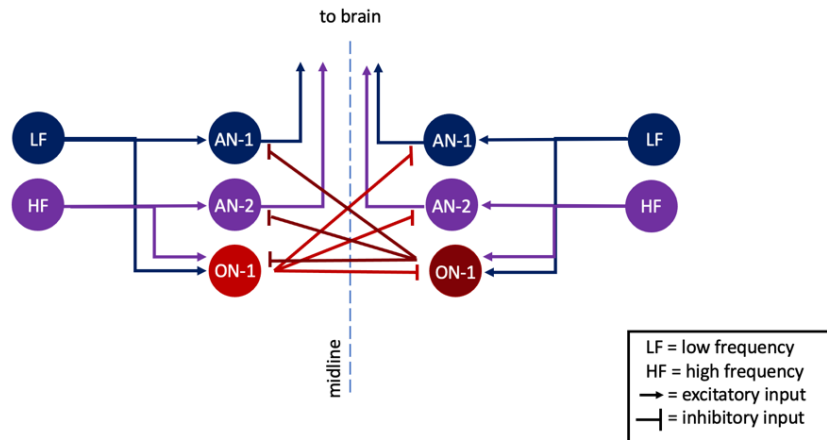 to brain
LF AN-1 AN-1 LF
HF AN-2 AN-2 HF
ON-1 ON-1
midline
LF = low frequency
HF = high frequency
= excitatory input
= inhibitory input